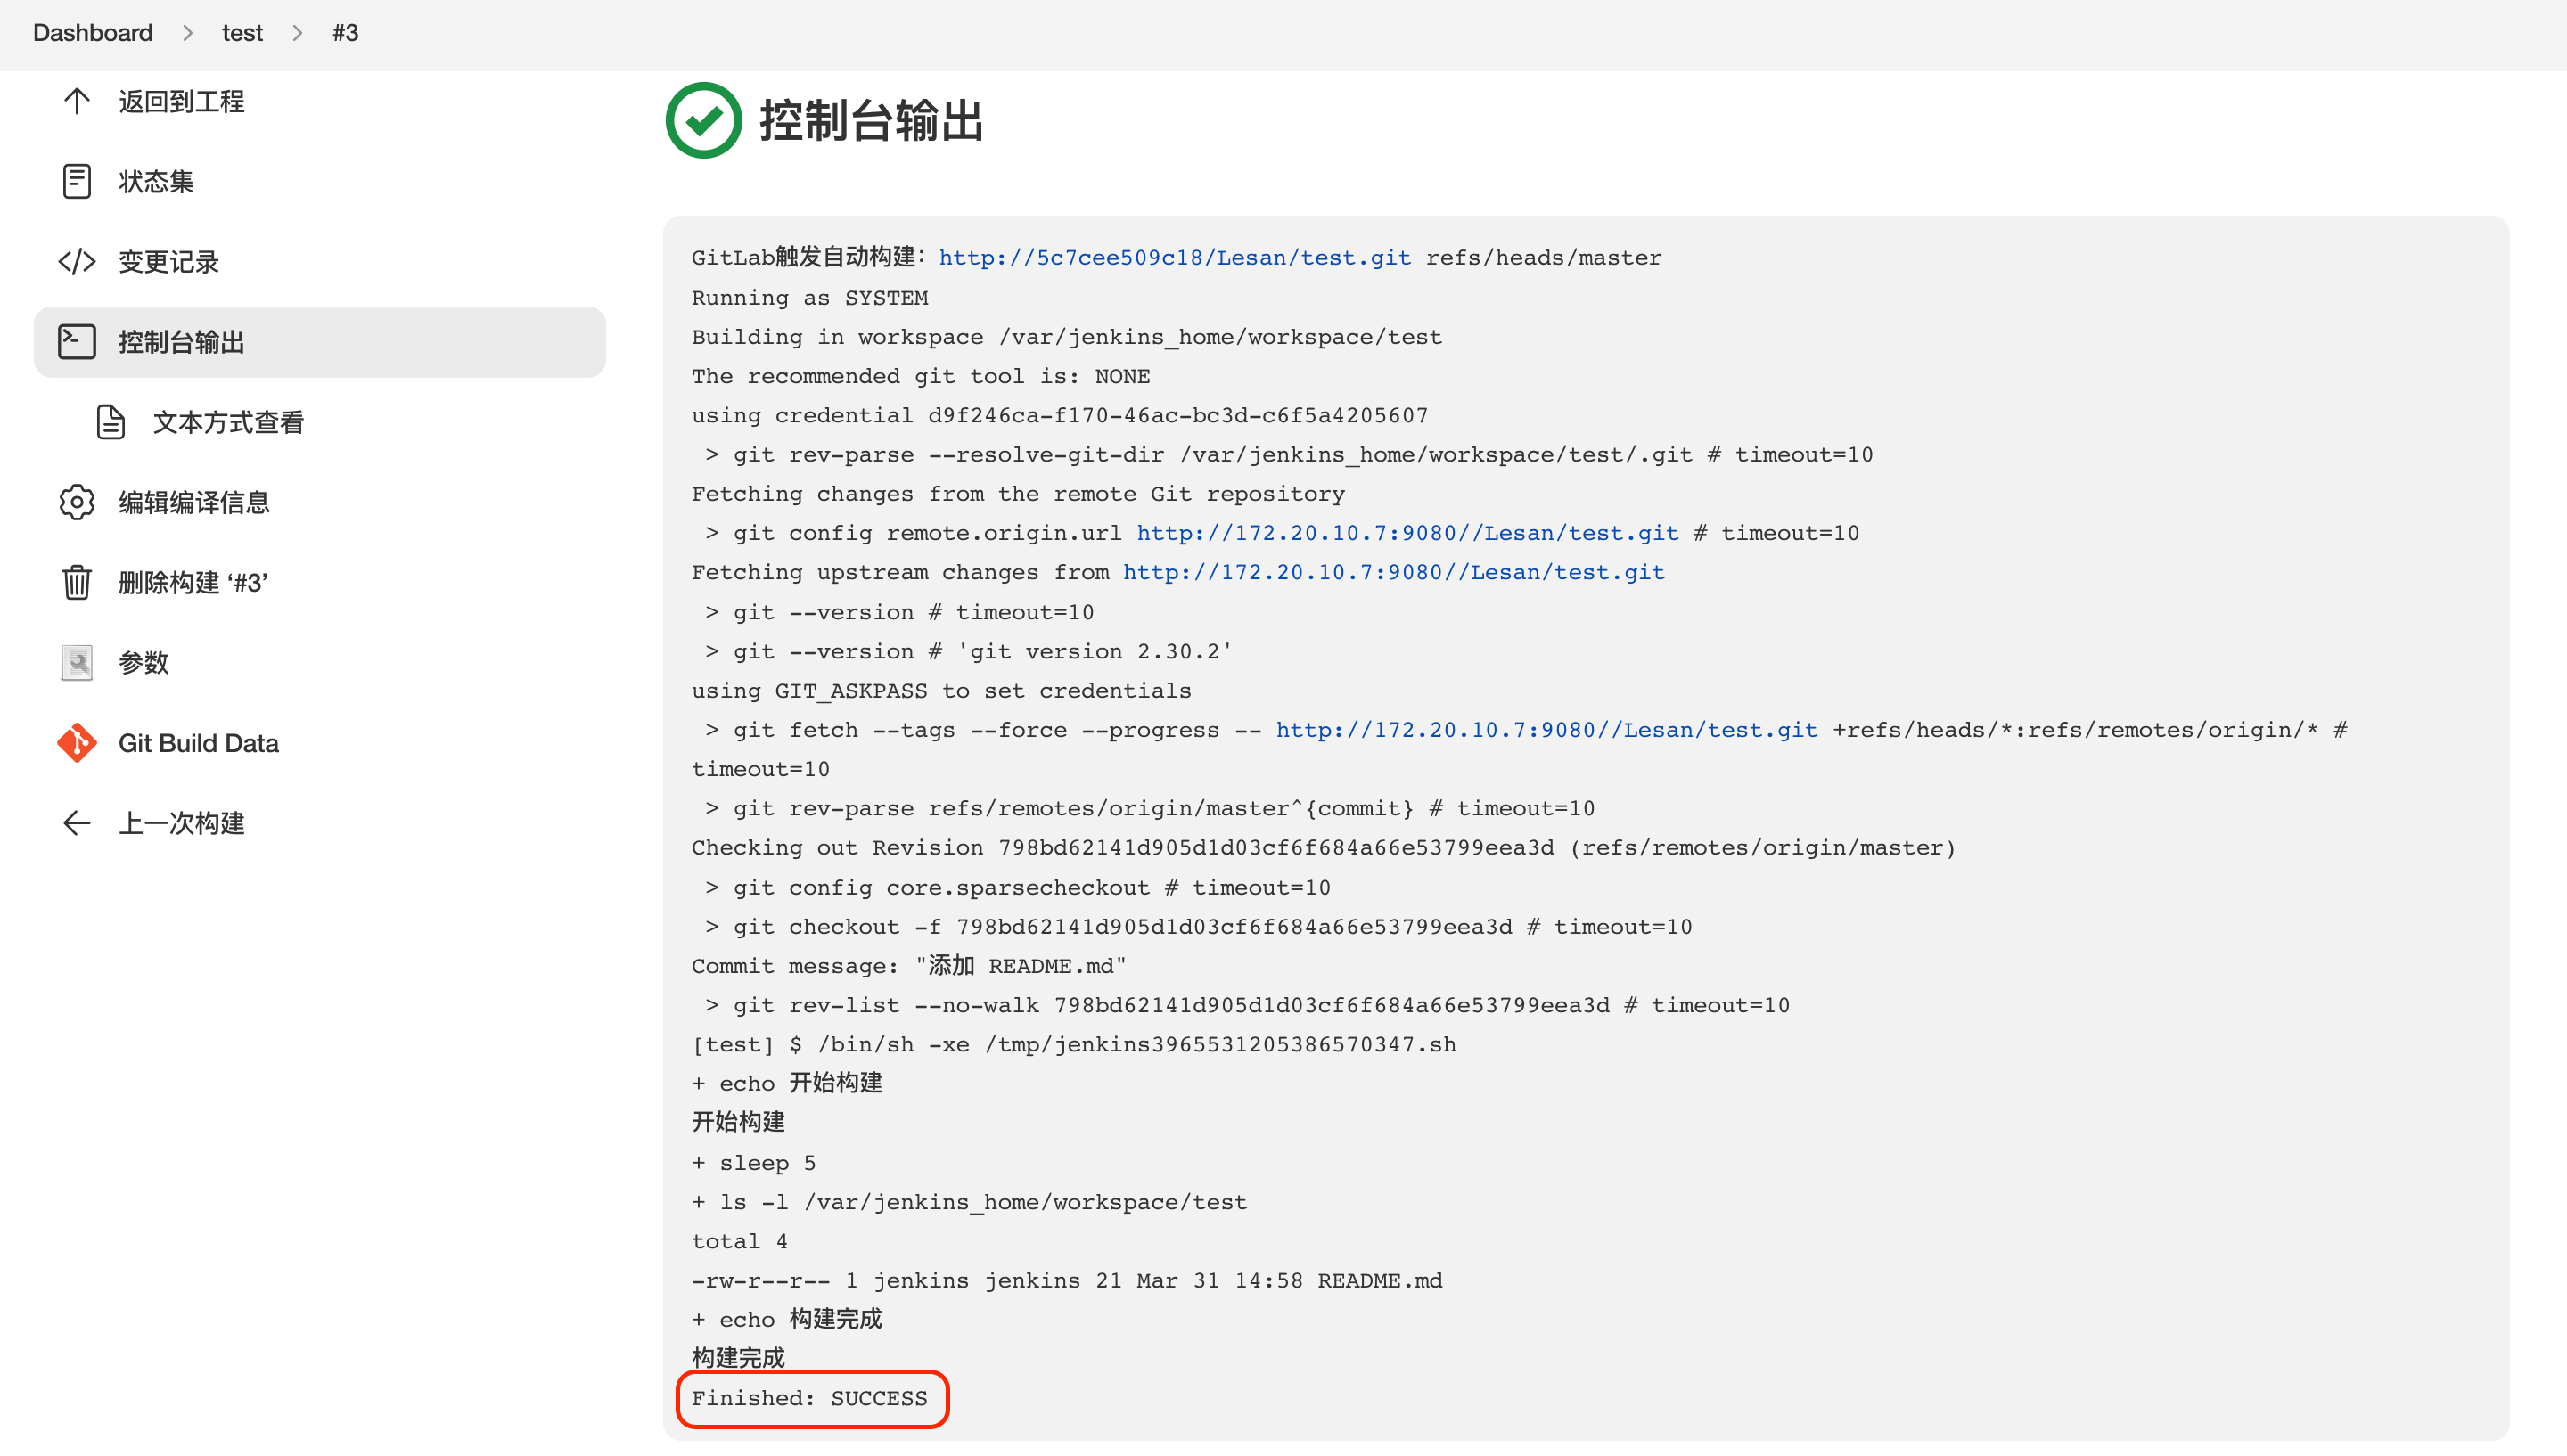 Dashboard > test > #3
返回到工程
状态集
变更记录
控制台输出
文本方式查看
编辑编译信息
删除构建 ‘#3’
参数
Git Build Data
上一次构建
控制台输出
GitLab触发自动构建: http://5c7cee509c18/Lesan/test.git refs/heads/master
Running as SYSTEM
Building in workspace /var/jenkins_home/workspace/test
The recommended git tool is: NONE
using credential d9f246ca-f170-46ac-bc3d-c6f5a4205607
 > git rev-parse --resolve-git-dir /var/jenkins_home/workspace/test/.git # timeout=10
Fetching changes from the remote Git repository
 > git config remote.origin.url http://172.20.10.7:9080//Lesan/test.git # timeout=10
Fetching upstream changes from http://172.20.10.7:9080//Lesan/test.git
 > git --version # timeout=10
 > git --version # 'git version 2.30.2'
using GIT_ASKPASS to set credentials
 > git fetch --tags --force --progress -- http://172.20.10.7:9080//Lesan/test.git +refs/heads/*:refs/remotes/origin/* #
timeout=10
 > git rev-parse refs/remotes/origin/master^{commit} # timeout=10
Checking out Revision 798bd62141d905d1d03cf6f684a66e53799eea3d (refs/remotes/origin/master)
 > git config core.sparsecheckout # timeout=10
 > git checkout -f 798bd62141d905d1d03cf6f684a66e53799eea3d # timeout=10
Commit message: "添加 README.md"
 > git rev-list --no-walk 798bd62141d905d1d03cf6f684a66e53799eea3d # timeout=10
[test] $ /bin/sh -xe /tmp/jenkins3965531205386570347.sh
+ echo 开始构建
开始构建
+ sleep 5
+ ls -l /var/jenkins_home/workspace/test
total 4
-rw-r--r-- 1 jenkins jenkins 21 Mar 31 14:58 README.md
+ echo 构建完成
构建完成
Finished: SUCCESS